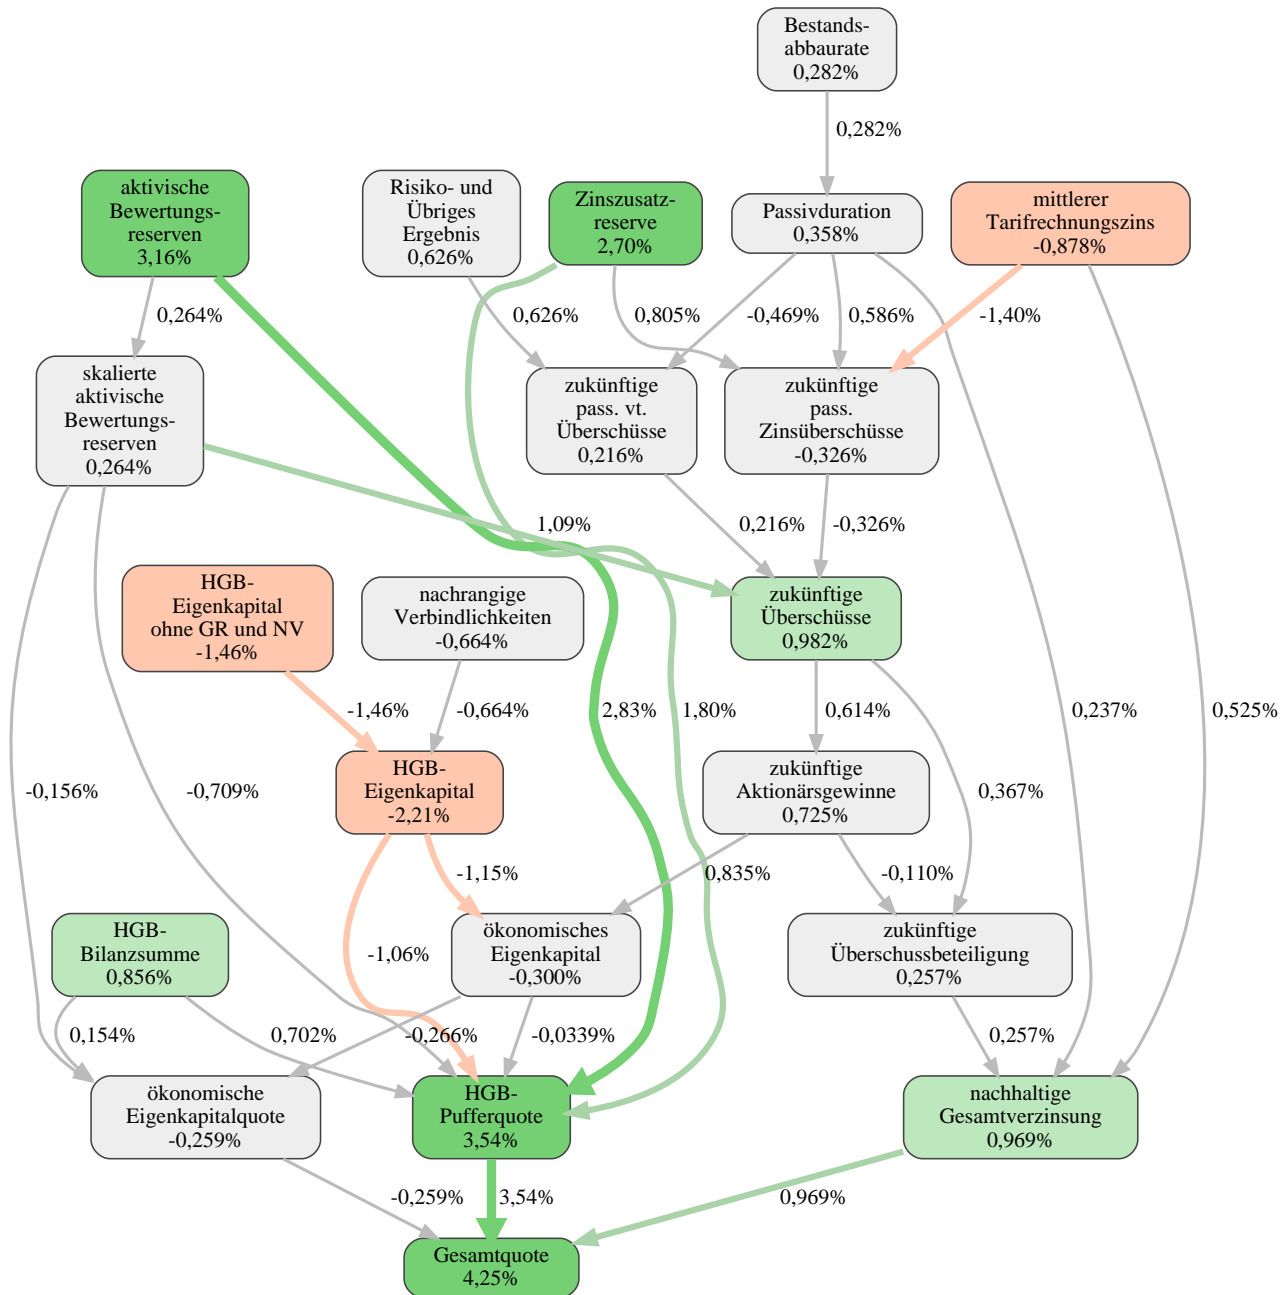 Bestands-
abbaurate
0,282%
0,282%
aktivische
Bewertungs-
reserven
3,16%
Risiko- und
Übriges
Ergebnis
0,626%
Zinszusatz-
reserve
2,70%
Passivduration
0,358%
mittlerer
Tarifrechnungszins
-0,878%
0,264%
0,626%
0,805%
-0,469%
0,586%
-1,40%
skalierte
aktivische
Bewertungs-
reserven
0,264%
zukünftige
pass. vt.
Überschüsse
0,216%
zukünftige
pass.
Zinsüberschüsse
-0,326%
1,09%
0,216%
-0,326%
HGB-
Eigenkapital
ohne GR und NV
-1,46%
nachrangige
Verbindlichkeiten
-0,664%
zukünftige
Überschüsse
0,982%
-1,46%
-0,664%
2,83%
1,80%
0,614%
0,237%
0,525%
-0,156%
-0,709%
HGB-
Eigenkapital
-2,21%
zukünftige
Aktionärsgewinne
0,725%
0,367%
-1,15%
0,835%
-0,110%
HGB-
Bilanzsumme
0,856%
-1,06%
ökonomisches
Eigenkapital
-0,300%
zukünftige
Überschussbeteiligung
0,257%
0,154%
0,702%
-0,266%
-0,0339%
0,257%
ökonomische
Eigenkapitalquote
-0,259%
HGB-
Pufferquote
3,54%
nachhaltige
Gesamtverzinsung
0,969%
-0,259%
3,54%
0,969%
Gesamtquote
4,25%